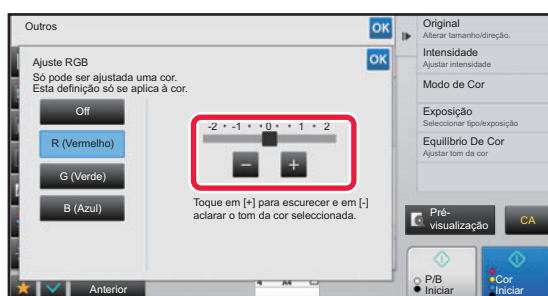 Outros
OK
Ajuste RGB
OK
Só pode ser ajustada uma cor.
Esta definição só se aplica à cor.
Off
R (Vermelho)
G (Verde)
B (Azul)
-2 • -1 • • 0 • • 1 • 2
− +
Toque em [+] para escurecer e em [-]
aclarar o tom da cor seleccionada.
Anterior
A4
Original
Alterar tamanho/direção.
Intensidade
Ajustar intensidade
Modo de Cor
Exposição
Seleccionar tipo/exposição
Equilíbrio De Cor
Ajustar tom da cor
Pré-
visualização
CA
P/B
Iniciar
Cor
Iniciar